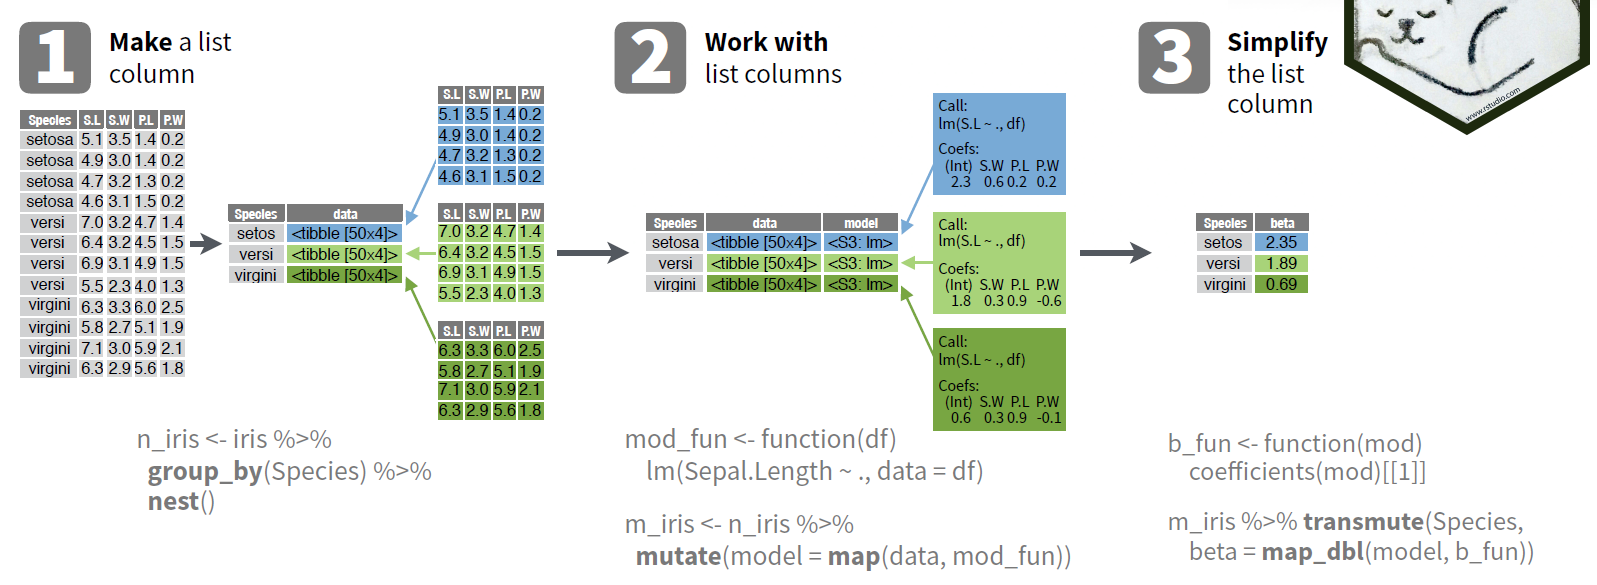 1
Make a list
column
Species S.L S.W P.L P.W
setosa 5.1 3.5 1.4 0.2
setosa 4.9 3.0 1.4 0.2
setosa 4.7 3.2 1.3 0.2
setosa 4.6 3.1 1.5 0.2
versi 7.0 3.2 4.7 1.4
versi 6.4 3.2 4.5 1.5
versi 6.9 3.1 4.9 1.5
versi 5.5 2.3 4.0 1.3
virgini 6.3 3.3 6.0 2.5
virgini 5.8 2.7 5.1 1.9
virgini 7.1 3.0 5.9 2.1
virgini 6.3 2.9 5.6 1.8
Species data
setos <tibble [50x4]>
versi <tibble [50x4]>
virgini <tibble [50x4]>
S.L S.W P.L P.W
5.1 3.5 1.4 0.2
4.9 3.0 1.4 0.2
4.7 3.2 1.3 0.2
4.6 3.1 1.5 0.2
S.L S.W P.L P.W
7.0 3.2 4.7 1.4
6.4 3.2 4.5 1.5
6.9 3.1 4.9 1.5
5.5 2.3 4.0 1.3
S.L S.W P.L P.W
6.3 3.3 6.0 2.5
5.8 2.7 5.1 1.9
7.1 3.0 5.9 2.1
6.3 2.9 5.6 1.8
n_iris <- iris %>%
group_by(Species) %>%
nest()
2
Work with
list columns
Species data model
setosa <tibble [50x4]> <S3: lm>
versi <tibble [50x4]> <S3: lm>
virgini <tibble [50x4]> <S3: lm>
Call:
lm(S.L ~ ., df)
Coefs:
(Int) S.W P.L P.W
2.3 0.6 0.2 0.2
Call:
lm(S.L ~ ., df)
Coefs:
(Int) S.W P.L P.W
1.8 0.3 0.9 -0.6
Call:
lm(S.L ~ ., df)
Coefs:
(Int) S.W P.L P.W
0.6 0.3 0.9 -0.1
mod_fun <- function(df)
lm(Sepal.Length ~ ., data = df)
m_iris <- n_iris %>%
mutate(model = map(data, mod_fun))
3
Simplify
the list
column
www.rstudio.com
Species beta
setos 2.35
versi 1.89
virgini 0.69
b_fun <- function(mod)
coefficients(mod)[[1]]
m_iris %>% transmute(Species,
beta = map_dbl(model, b_fun))